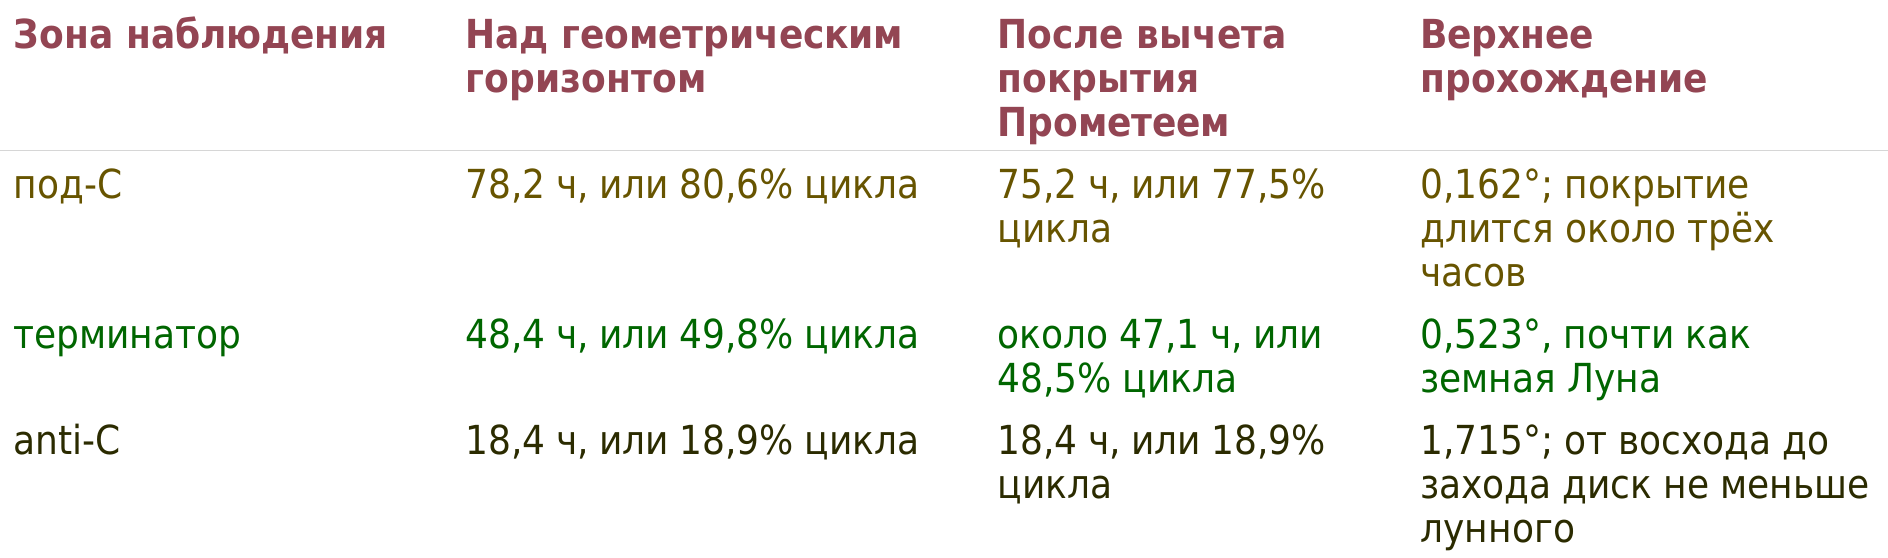 Зона наблюдения
Над геометрическим
горизонтом
После вычета
покрытия
Прометеем
Верхнее
прохождение
под-C
78,2 ч, или 80,6% цикла
75,2 ч, или 77,5%
цикла
0,162°; покрытие
длится около трёх
часов
терминатор
48,4 ч, или 49,8% цикла
около 47,1 ч, или
48,5% цикла
0,523°, почти как
земная Луна
anti-C
18,4 ч, или 18,9% цикла
18,4 ч, или 18,9%
цикла
1,715°; от восхода до
захода диск не меньше
лунного